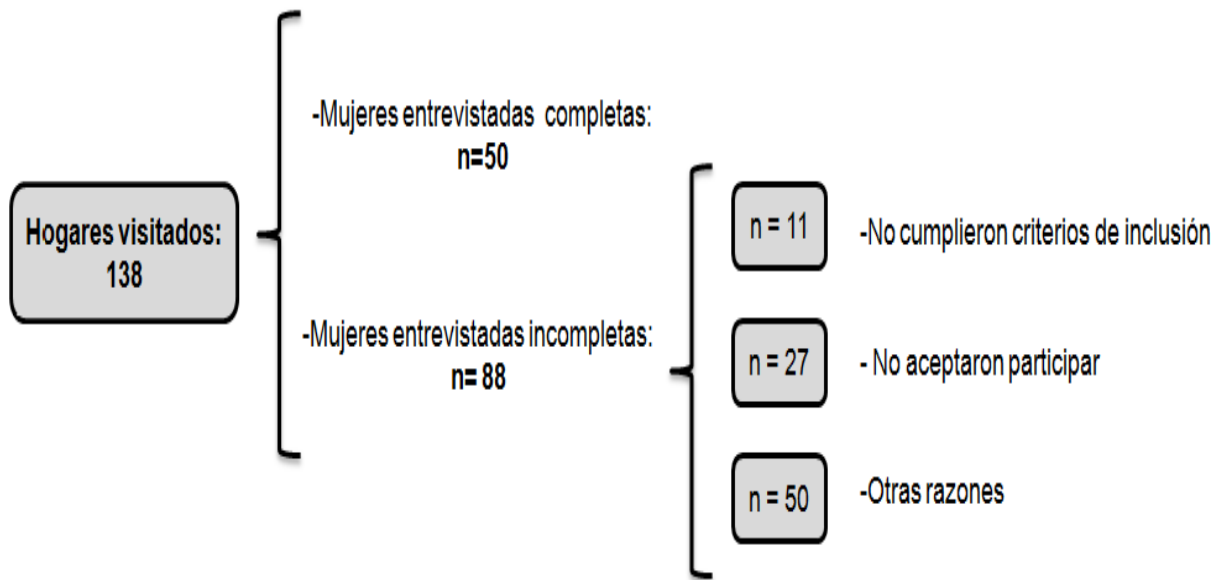 -Mujeres entrevistadas completas:
n=50
Hogares visitados:
138
-Mujeres entrevistadas incompletas:
n= 88
n = 11
-No cumplieron criterios de inclusión
n = 27
- No aceptaron participar
n = 50
-Otras razones